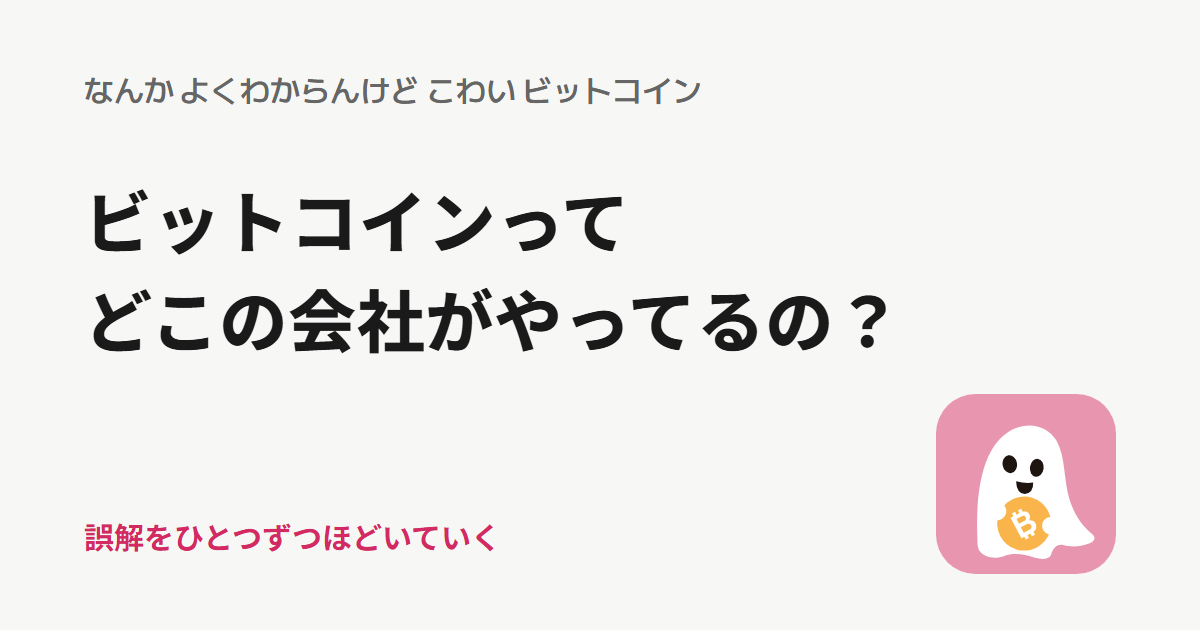 なんか よくわからんけど こわい ビットコイン
ビットコインって
どこの会社がやってるの？
誤解をひとつずつほどいていく